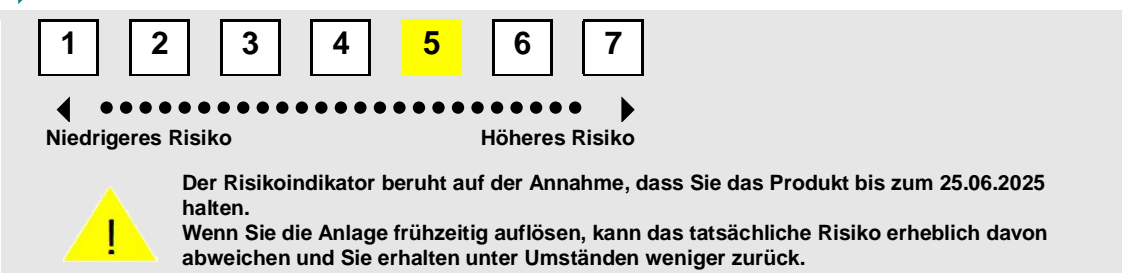 1 2 3 4 5 6 7
Niedrigeres Risiko Höheres Risiko
Der Risikoindikator beruht auf der Annahme, dass Sie das Produkt bis zum 25.06.2025
halten.
Wenn Sie die Anlage frühzeitig auflösen, kann das tatsächliche Risiko erheblich davon
abweichen und Sie erhalten unter Umständen weniger zurück.
!